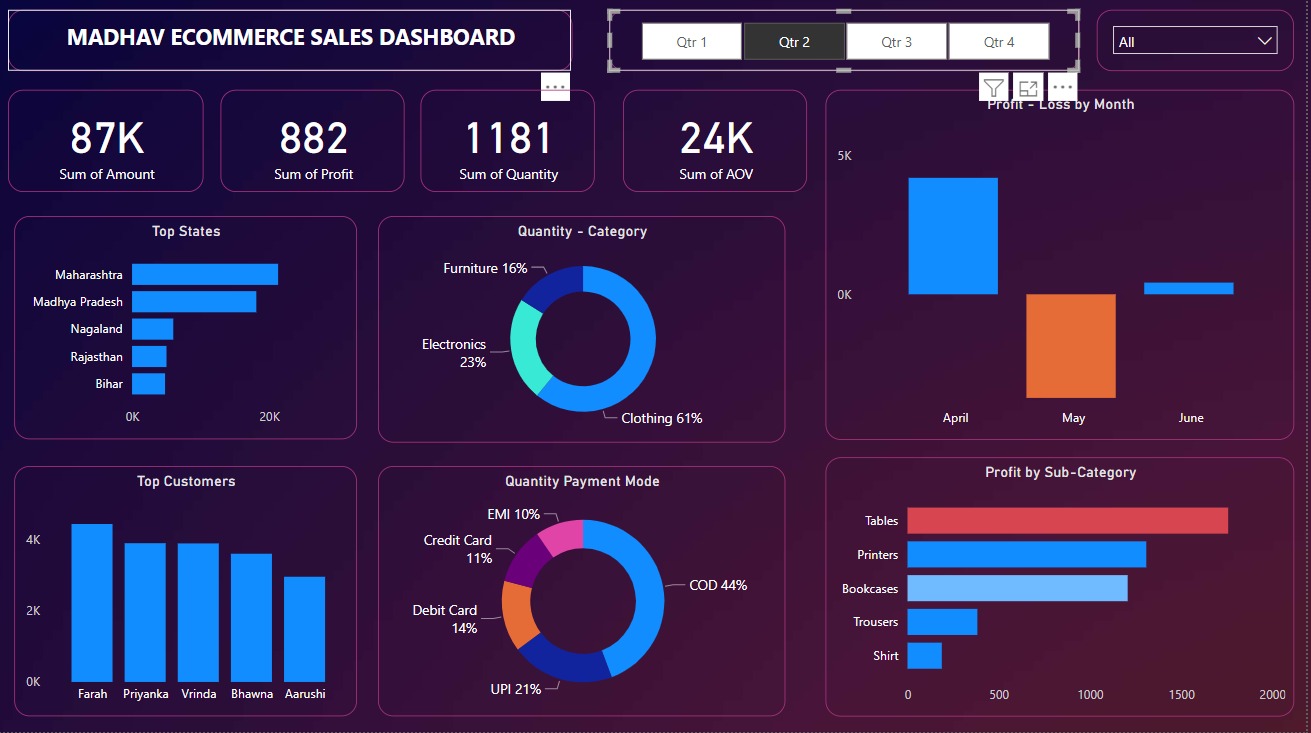 MADHAV ECOMMERCE SALES DASHBOARD
Qtr 1
Qtr 2
Qtr 3
Qtr 4
All
87K
Sum of Amount
882
Sum of Profit
1181
Sum of Quantity
24K
Sum of AOV
Profit - Loss by Month
5K
0K
April
May
June
Top States
Maharashtra
Madhya Pradesh
Nagaland
Rajasthan
Bihar
0K
20K
Quantity - Category
Furniture 16%
Electronics
23%
Clothing 61%
Top Customers
4K
2K
0K
Farah
Priyanka
Vrinda
Bhawna
Aarushi
Quantity Payment Mode
EMI 10%
Credit Card
11%
Debit Card
14%
UPI 21%
COD 44%
Profit by Sub-Category
Tables
Printers
Bookcases
Trousers
Shirt
0
500
1000
1500
2000